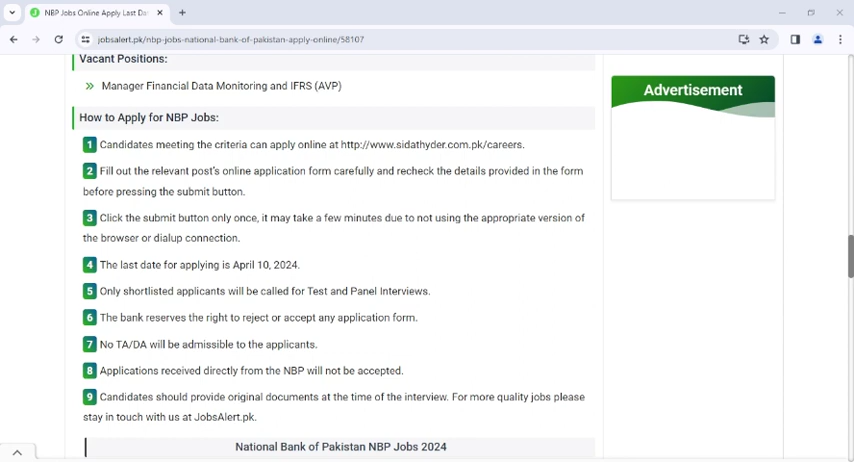 NBP Jobs Online Apply Last Dat
jobsalert.pk/nbp-jobs-national-bank-of-pakistan-apply-online/58107
Vacant Positions:
Manager Financial Data Monitoring and IFRS (AVP)
How to Apply for NBP Jobs:
1 Candidates meeting the criteria can apply online at http://www.sidathyder.com.pk/careers.
2 Fill out the relevant post's online application form carefully and recheck the details provided in the form
before pressing the submit button.
3 Click the submit button only once, it may take a few minutes due to not using the appropriate version of
the browser or dialup connection.
4 The last date for applying is April 10, 2024.
5 Only shortlisted applicants will be called for Test and Panel Interviews.
6 The bank reserves the right to reject or accept any application form.
7 No TA/DA will be admissible to the applicants.
8 Applications received directly from the NBP will not be accepted.
9 Candidates should provide original documents at the time of the interview. For more quality jobs please
stay in touch with us at JobsAlert.pk.
National Bank of Pakistan NBP Jobs 2024
Advertisement